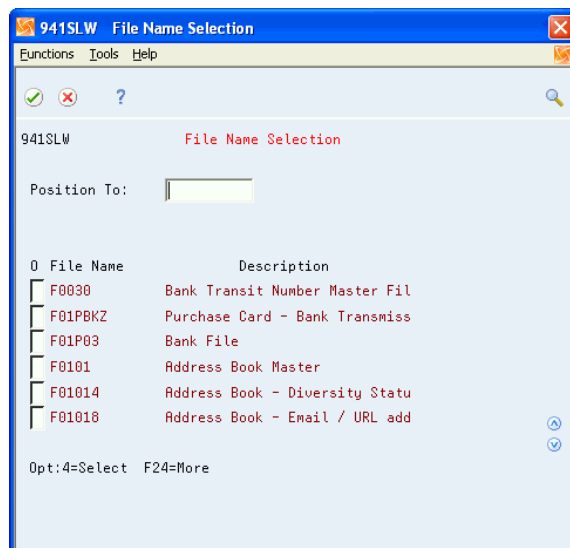 941SLW File Name Selection
Functions Tools Help
?
941SLW File Name Selection
Position To:
O File Name Description
F0030 Bank Transit Number Master Fil
F01PBKZ Purchase Card - Bank Transmiss
F01P03 Bank File
F0101 Address Book Master
F01014 Address Book - Diversity Statu
F01018 Address Book - Email / URL add
Opt:4=Select F24=More